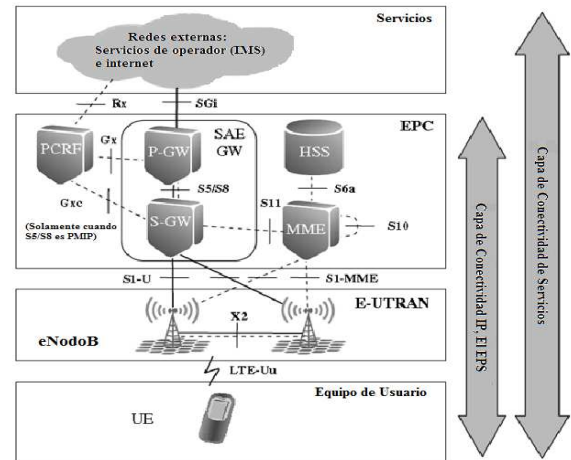 Servicios
Redes externas:
Servicios de operador (IMS)
e internet
Rx
SGi
EPC
SAE
GW
PCRF
Gx
P-GW
HSS
Gxc
S5/S8
S6a
(Solamente cuando
S5/S8 es PMIP)
S-GW
S11
MME
S10
S1-U
S1-MME
E-UTRAN
X2
eNodoB
LTE-Uu
Equipo de Usuario
UE
Capa de Conectividad IP, El EPS
Capa de Conectividad de Servicios